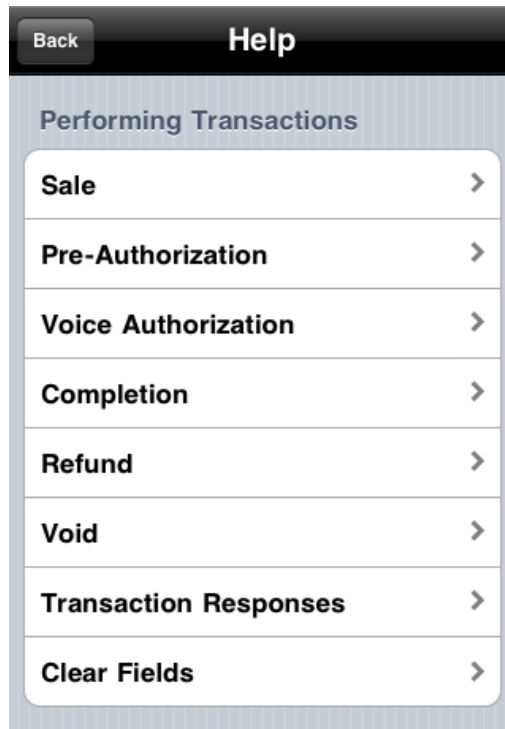 Back
Help
Performing Transactions
Sale
Pre-Authorization
Voice Authorization
Completion
Refund
Void
Transaction Responses
Clear Fields